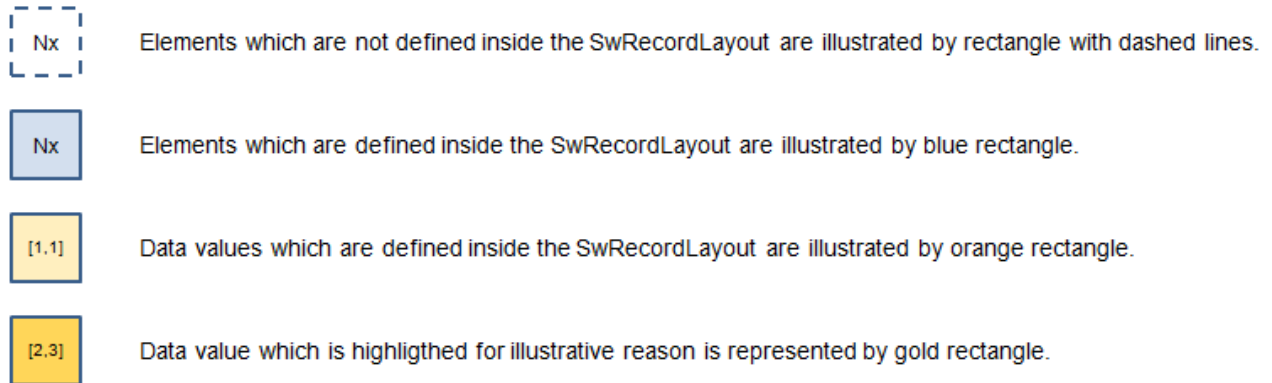 Nx Elements which are not defined inside the SwRecordLayout are illustrated by rectangle with dashed lines.
Nx Elements which are defined inside the SwRecordLayout are illustrated by blue rectangle.
[1,1] Data values which are defined inside the SwRecordLayout are illustrated by orange rectangle.
[2,3] Data value which is highligthed for illustrative reason is represented by gold rectangle.